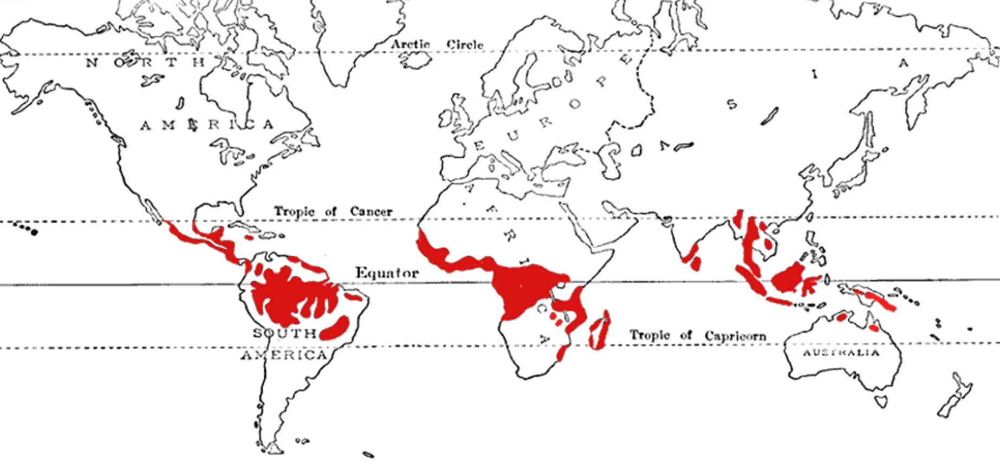 Arctic Circle
NORTH
AMERICA
EUROPE
ASIA
Tropic of Cancer
AFRICA
Equator
SOUTH
AMERICA
Tropic of Capricorn
AUSTRALIA